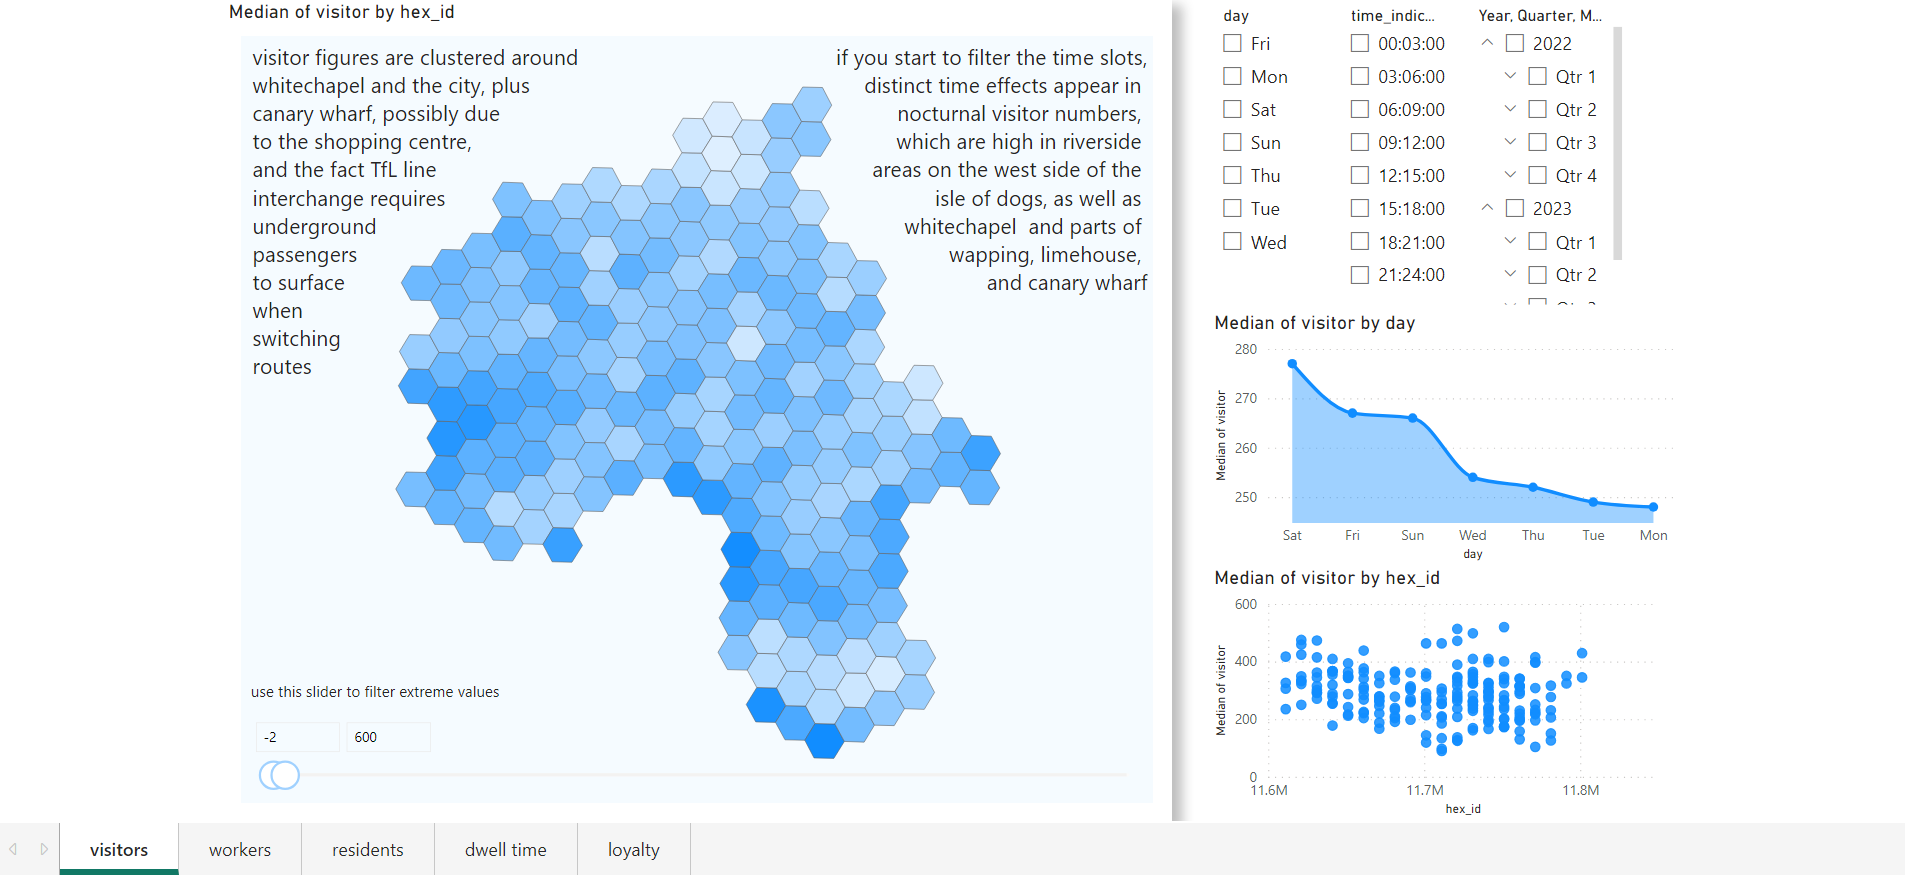 Median of visitor by hex_id
visitor figures are clustered around
whitechapel and the city, plus
canary wharf, possibly due
to the shopping centre,
and the fact TfL line
interchange requires
underground
passengers
to surface
when
switching
routes
if you start to filter the time slots,
distinct time effects appear in
nocturnal visitor numbers,
which are high in riverside
areas on the west side of the
isle of dogs, as well as
whitechapel and parts of
wapping, limehouse,
and canary wharf
use this slider to filter extreme values
-2
600
day
Fri
Mon
Sat
Sun
Thu
Tue
Wed
time_indic...
00:03:00
03:06:00
06:09:00
09:12:00
12:15:00
15:18:00
18:21:00
21:24:00
Year, Quarter, M...
2022
Qtr 1
Qtr 2
Qtr 3
Qtr 4
2023
Qtr 1
Qtr 2
Median of visitor by day
Median of visitor
280
270
260
250
Sat Fri Sun Wed Thu Tue Mon
day
Median of visitor by hex_id
Median of visitor
600
400
200
0
11.6M 11.7M 11.8M
hex_id
visitors workers residents dwell time loyalty